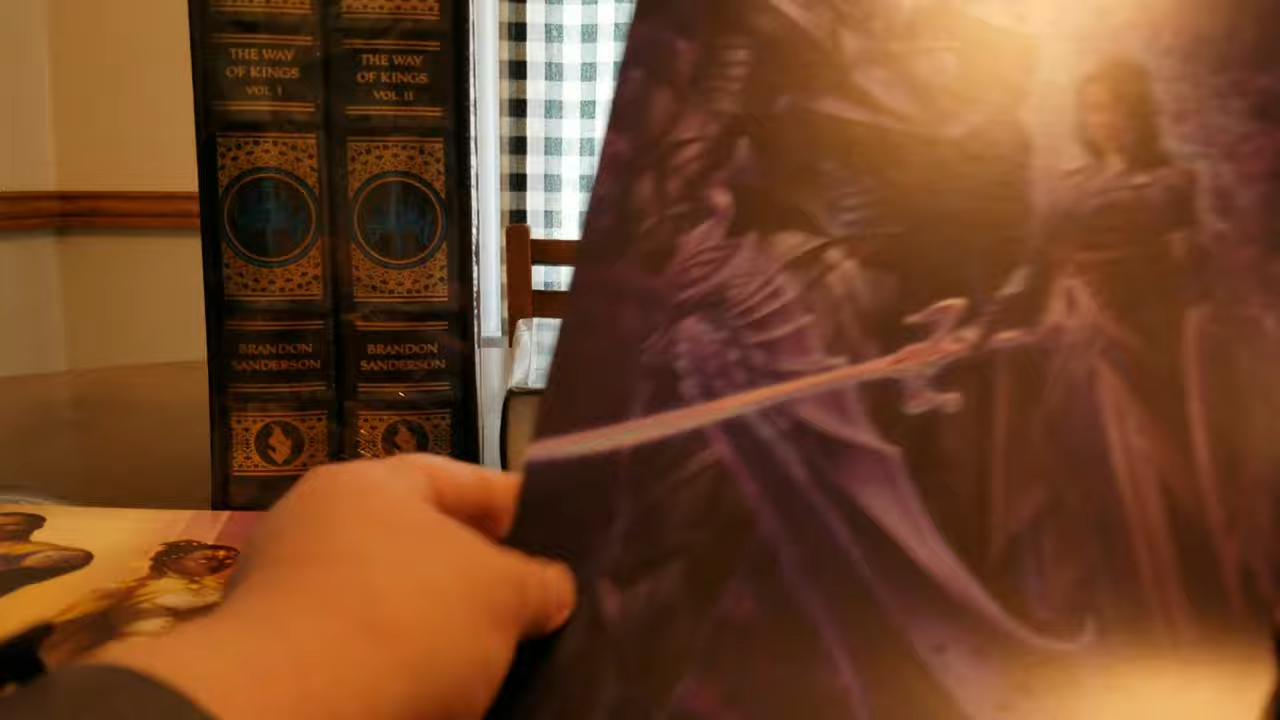 THE WAY
OF KINGS
VOL I
BRANDON
SANDERSON
THE WAY
OF KINGS
VOL II
BRANDON
SANDERSON